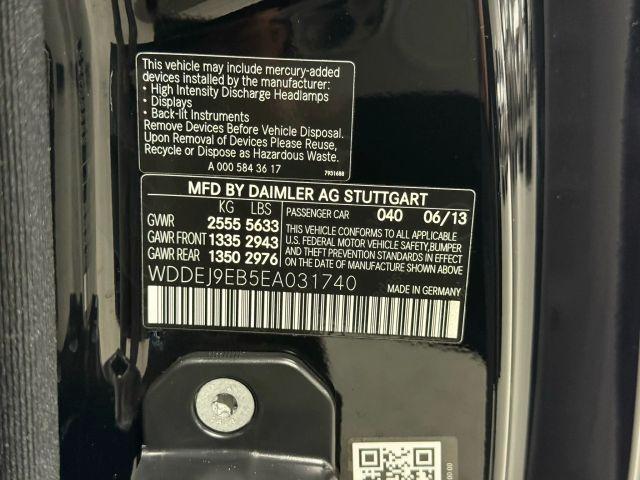 This vehicle may include mercury-added
devices installed by the manufacturer:
• High Intensity Discharge Headlamps
• Displays
• Back-lit Instruments
Remove Devices Before Vehicle Disposal.
Upon Removal of Devices Please Reuse,
Recycle or Dispose as Hazardous Waste.
A 000 584 36 17 7931688
MFD BY DAIMLER AG STUTTGART
KG LBS
GVWR 2555 5633
GAWR FRONT 1335 2943
GAWR REAR 1350 2976
PASSENGER CAR 040 06/13
THIS VEHICLE CONFORMS TO ALL APPLICABLE
U.S. FEDERAL MOTOR VEHICLE SAFETY,BUMPER,
AND THEFT PREVENTION STANDARDS IN EFFECT ON
THE DATE OF MANUFACTURE SHOWN ABOVE.
WDDEJ9EB5EA031740
MADE IN GERMANY